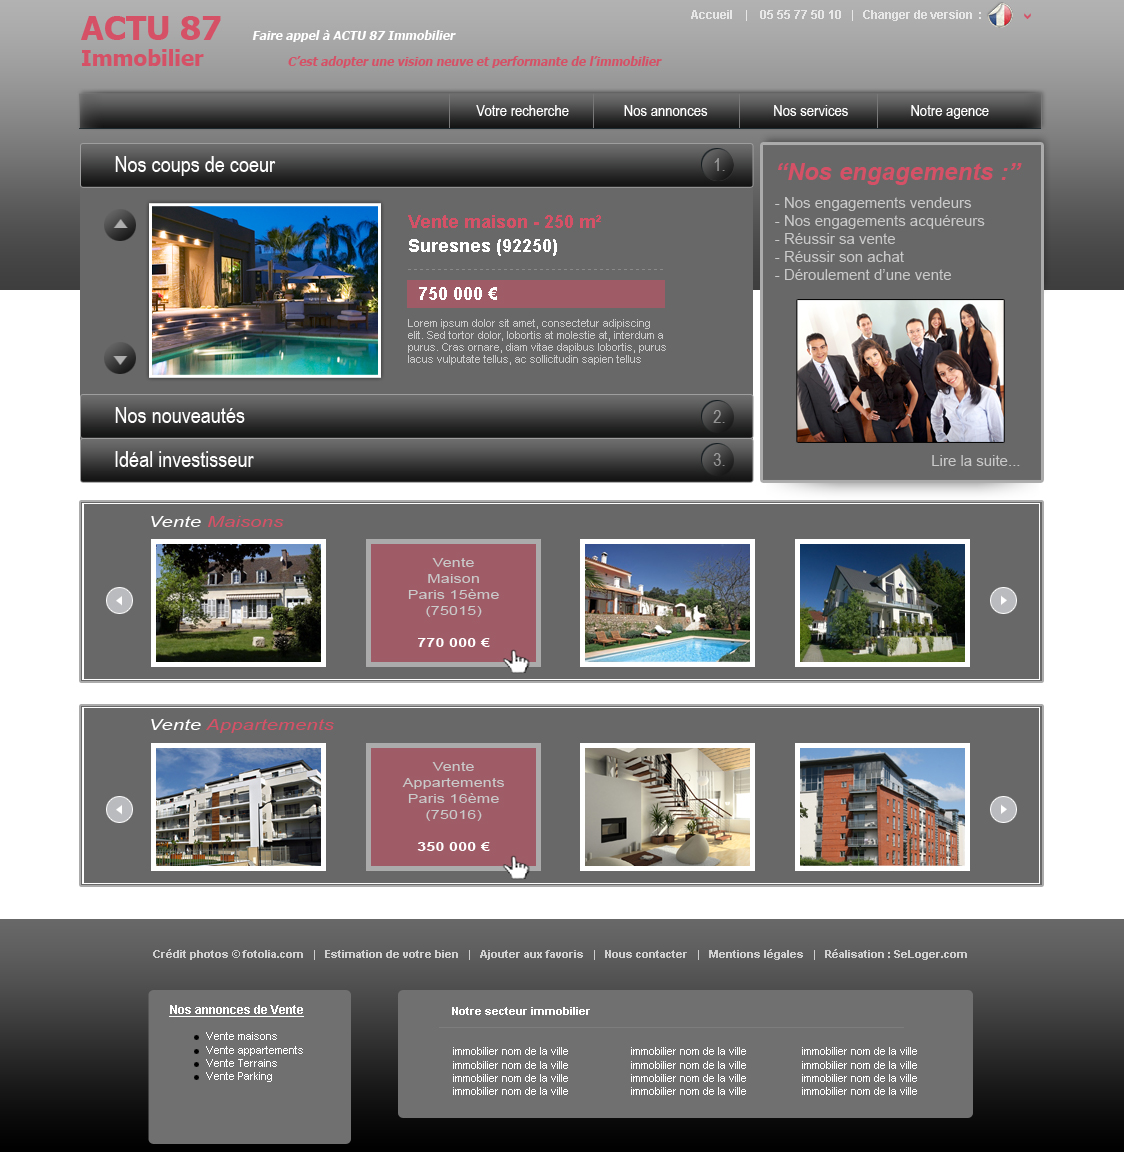 ACTU 87
Immobilier
Faire appel à ACTU 87 Immobilier
C'est adopter une vision neuve et performante de l'immobilier
Accueil | 05 55 77 50 10 | Changer de version :
Votre recherche
Nos annonces
Nos services
Notre agence
Nos coups de coeur
1.
Vente maison - 250 m²
Suresnes (92250)
750 000 €
Lorem ipsum dolor sit amet, consectetur adipiscing
elit. Sed tortor dolor, lobortis at molestie at, interdum a
purus. Cras ornare, diam vitae dapibus lobortis, purus
lacus vulputate tellus, ac sollicitudin sapien tellus
Nos nouveautés
2.
Idéal investisseur
3.
“Nos engagements :”
- Nos engagements vendeurs
- Nos engagements acquéreurs
- Réussir sa vente
- Réussir son achat
- Déroulement d'une vente
Lire la suite...
Vente Maisons
Vente
Maison
Paris 15ème
(75015)
770 000 €
Vente Appartements
Vente
Appartements
Paris 16ème
(75016)
350 000 €
Crédit photos © fotolia.com | Estimation de votre bien | Ajouter aux favoris | Nous contacter | Mentions légales | Réalisation : SeLoger.com
Nos annonces de Vente
Vente maisons
Vente appartements
Vente Terrains
Vente Parking
Notre secteur immobilier
immobilier nom de la ville immobilier nom de la ville immobilier nom de la ville
immobilier nom de la ville immobilier nom de la ville immobilier nom de la ville
immobilier nom de la ville immobilier nom de la ville immobilier nom de la ville
immobilier nom de la ville immobilier nom de la ville immobilier nom de la ville